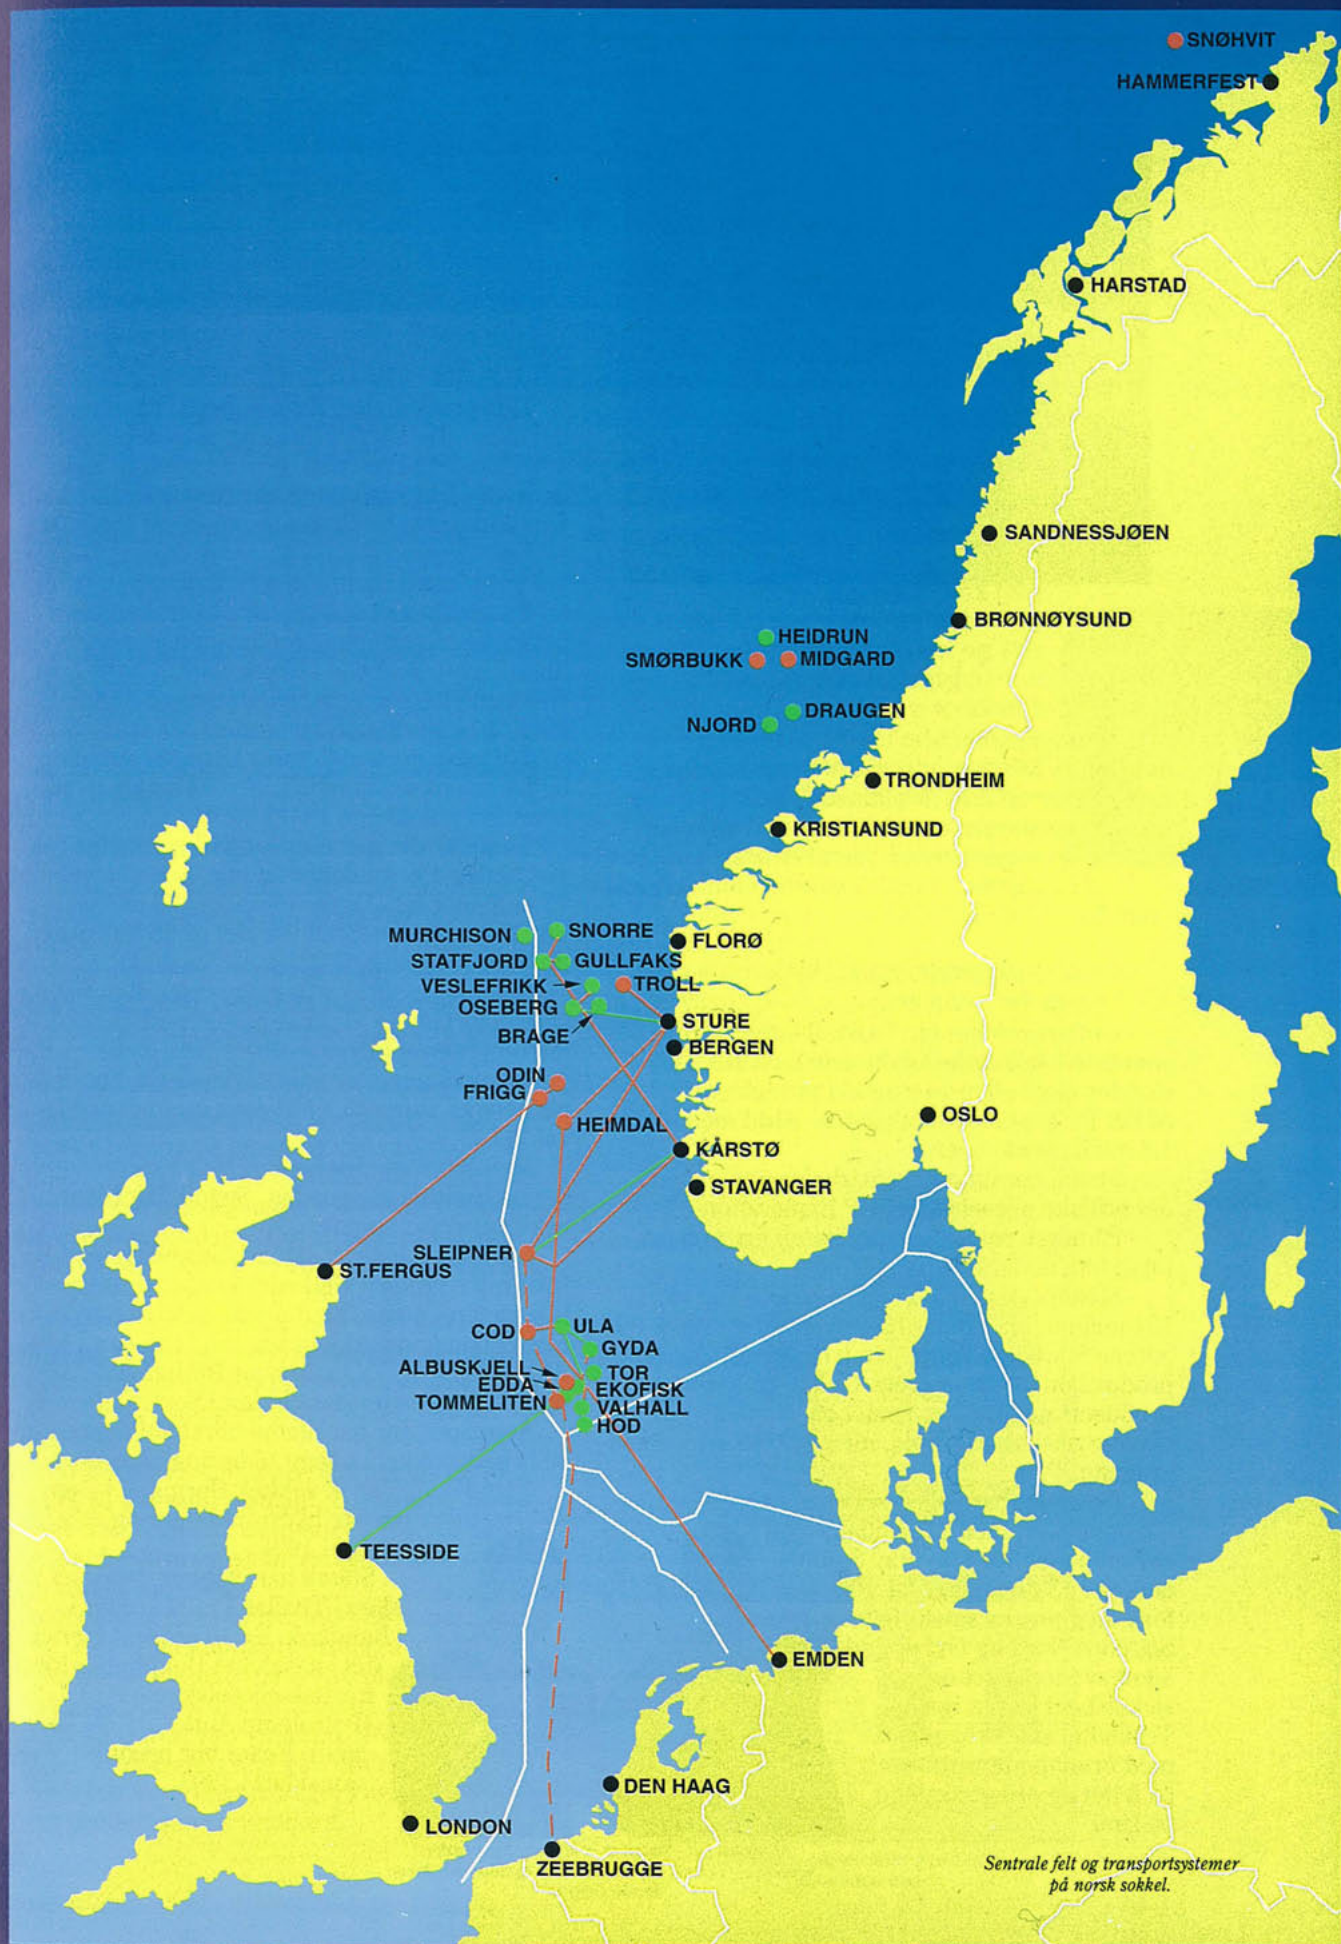 SNØHVIT
HAMMERFEST
HARSTAD
SANDNESSJØEN
BRØNNØYSUND
HEIDRUN
SMØRBUKK
MIDGARD
DRAUGEN
NJORD
TRONDHEIM
KRISTIANSUND
SNORRE
MURCHISON
FLORØ
STATFJORD
GULLFAKS
VESLEFRIKK
TROLL
OSEBERG
STURE
BRAGE
BERGEN
ODIN
FRIGG
HEIMDAL
OSLO
KÅRSTØ
STAVANGER
SLEIPNER
ST.FERGUS
COD
ULA
GYDA
ALBUSKJELL
TOR
EDDA
EKOFISK
TOMMELITEN
VALHALL
HOD
TEESSIDE
EMDEN
DEN HAAG
LONDON
ZEEBRUGGE
Sentrale felt og transportsystemer
på norsk sokkel.